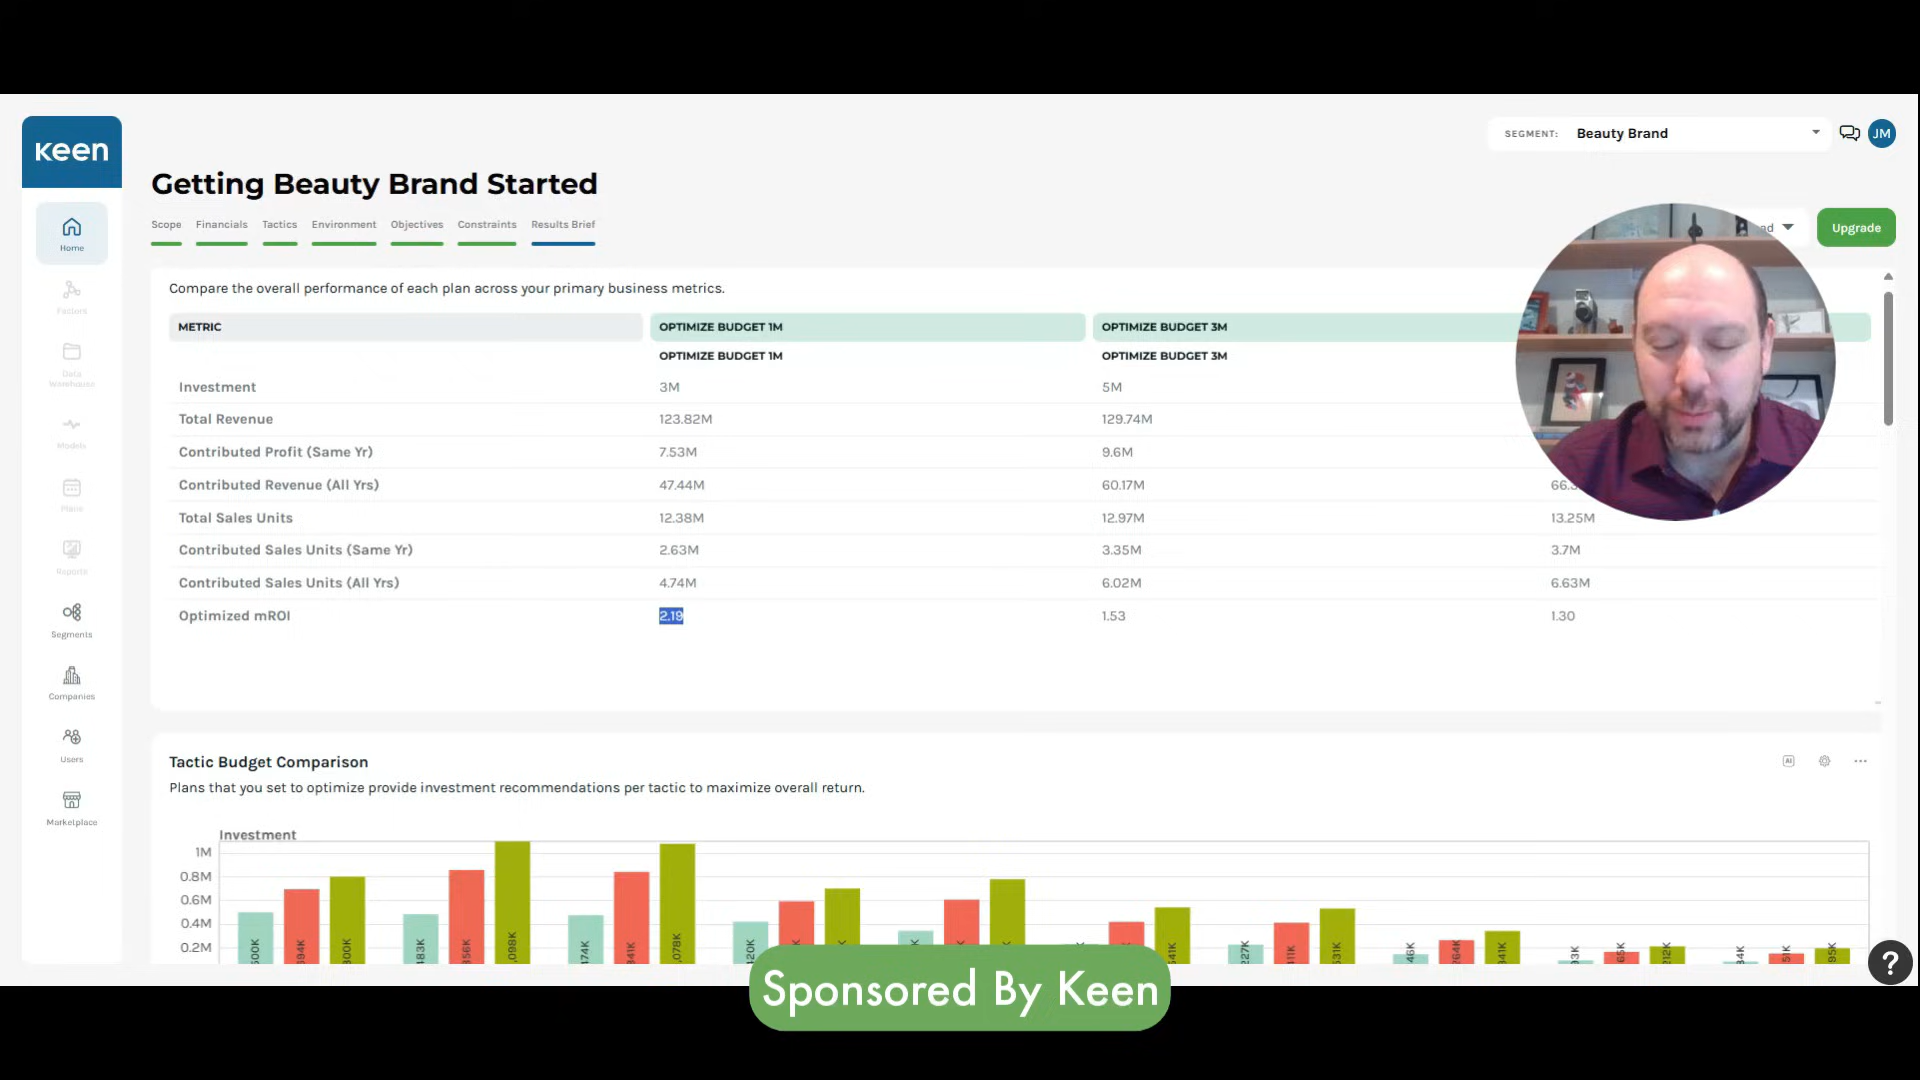 keen
SEGMENT: Beauty Brand
JM
Getting Beauty Brand Started
Scope Financials Tactics Environment Objectives Constraints Results Brief
Upgrade
Home
Factors
Data
Warehouse
Models
Plans
Reports
Segments
Companies
Users
Marketplace
Compare the overall performance of each plan across your primary business metrics.
METRIC OPTIMIZE BUDGET 1M OPTIMIZE BUDGET 3M
OPTIMIZE BUDGET 1M OPTIMIZE BUDGET 3M
Investment 3M 5M
Total Revenue 123.82M 129.74M
Contributed Profit (Same Yr) 7.53M 9.6M
Contributed Revenue (All Yrs) 47.44M 60.17M
Total Sales Units 12.38M 12.97M 13.25M
Contributed Sales Units (Same Yr) 2.63M 3.35M 3.7M
Contributed Sales Units (All Yrs) 4.74M 6.02M 6.63M
Optimized mROI 2.19 1.53 1.30
Tactic Budget Comparison
AI
Plans that you set to optimize provide investment recommendations per tactic to maximize overall return.
Investment
1M
0.8M
0.6M
0.4M
0.2M
?
Sponsored By Keen